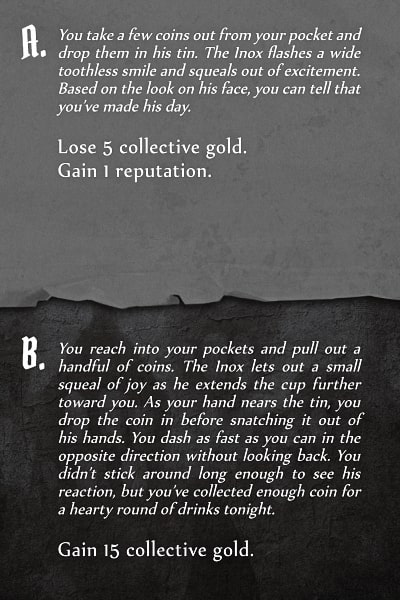 A.
You take a few coins out from your pocket and
drop them in his tin. The Inox flashes a wide
toothless smile and squeals out of excitement.
Based on the look on his face, you can tell that
you've made his day.
Lose 5 collective gold.
Gain 1 reputation.
B.
You reach into your pockets and pull out a
handful of coins. The Inox lets out a small
squeal of joy as he extends the cup further
toward you. As your hand nears the tin, you
drop the coin in before snatching it out of
his hands. You dash as fast as you can in the
opposite direction without looking back. You
didn't stick around long enough to see his
reaction, but you've collected enough coin for
a hearty round of drinks tonight.
Gain 15 collective gold.